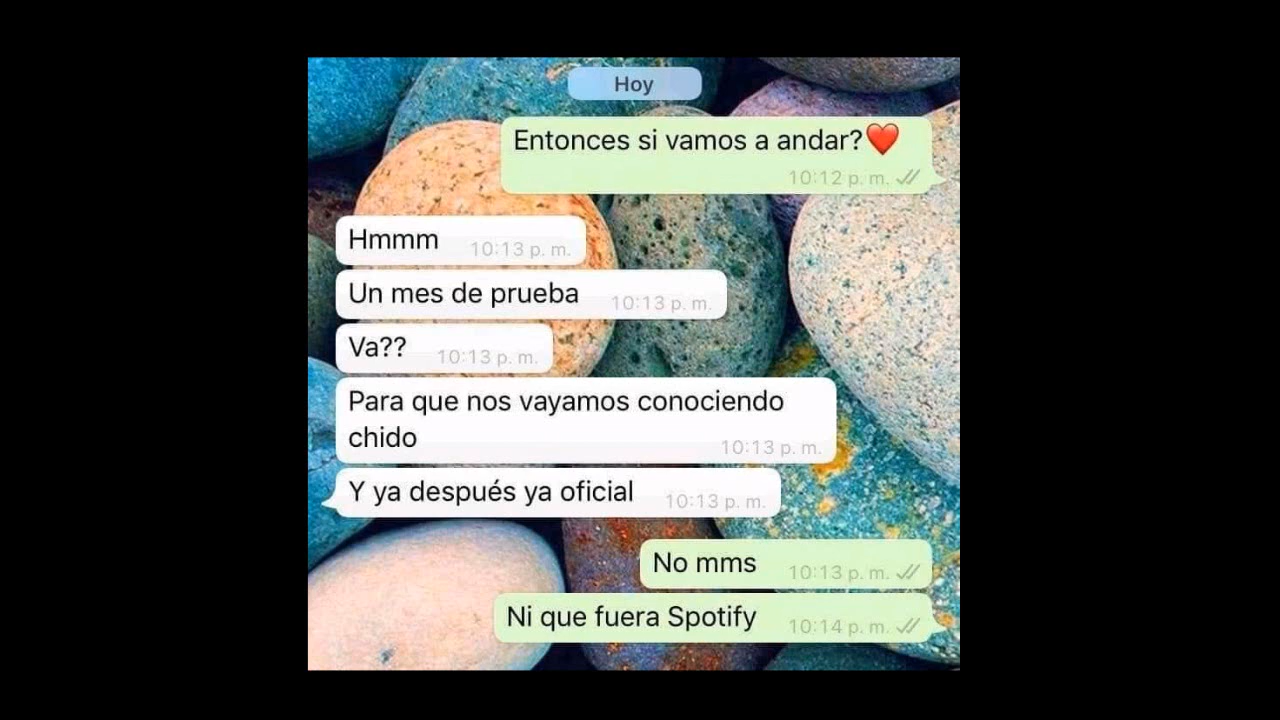 Hoy
Entonces si vamos a andar?❤️
10:12 p. m.
Hmmm 10:13 p. m.
Un mes de prueba 10:13 p. m.
Va?? 10:13 p. m.
Para que nos vayamos conociendo
chido 10:13 p. m.
Y ya después ya oficial 10:13 p. m.
No mms 10:13 p. m.
Ni que fuera Spotify 10:14 p. m.